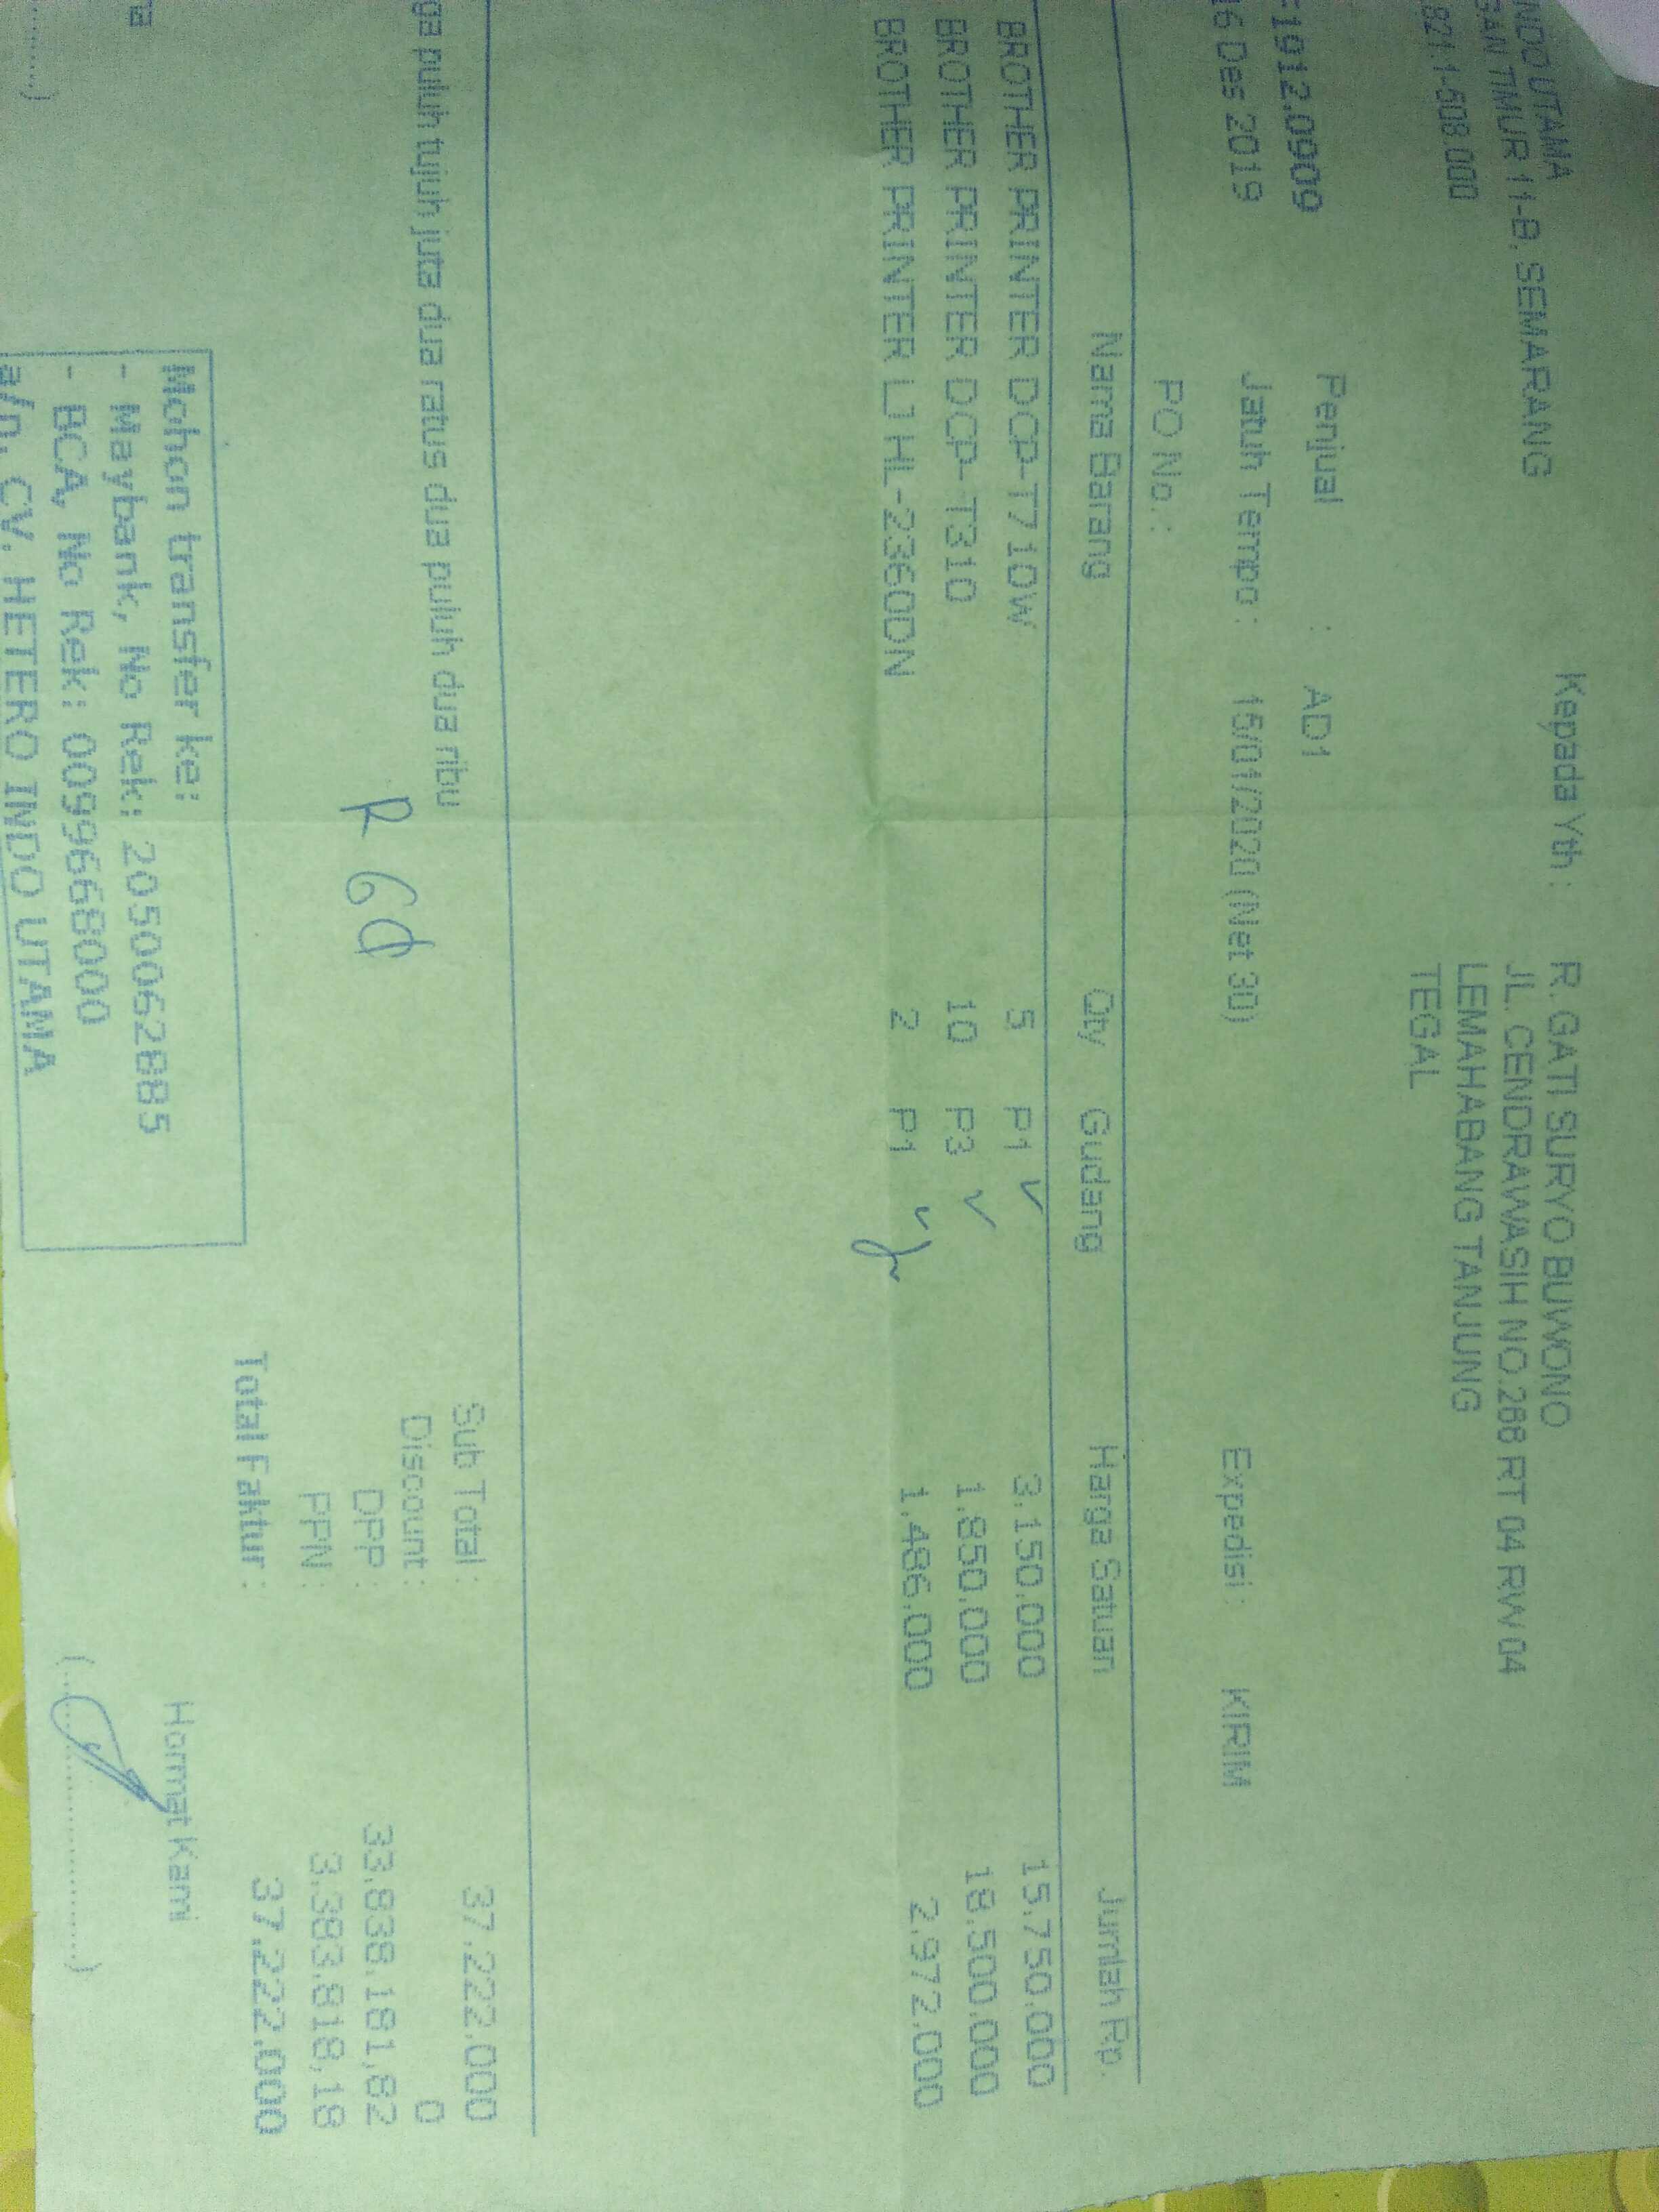 NDO UTAMA
GAN TIMUR 11-B, SEMARANG
821.1-508.000
Kepada Yth : R. GATI SURYO BUWONO
JL. CENDRAWASIH NO.288 RT 04 RW 04
LEMAHABANG TANJUNG
TEGAL
1912.0909
16 Des 2019
Penjual : AD1
Jatuh Tempo : 15/01/2020 (Net 30)
Expedisi : KIRIM
PO No. :
Nama Barang Qty Gudang Harga Satuan Jumlah Rp.
BROTHER PRINTER DCP-T710W 5 P1 3.150.000 15.750.000
BROTHER PRINTER DCP-T310 10 P3 1.850.000 18.500.000
BROTHER PRINTER LJ HL-2360DN 2 P1 1.486.000 2.972.000
ga puluh tujuh juta dua ratus dua puluh dua ribu
Sub Total : 37.222.000
Discount : 0
DPP : 33.838.181,82
PPN : 3.383.818,18
Total Faktur : 37.222.000
Mohon transfer ke:
- Maybank, No Rek: 2050062885
- BCA, No Rek: 0099668000
a/n. CV. HETERO INDO UTAMA
Hormat Kami
(....................)